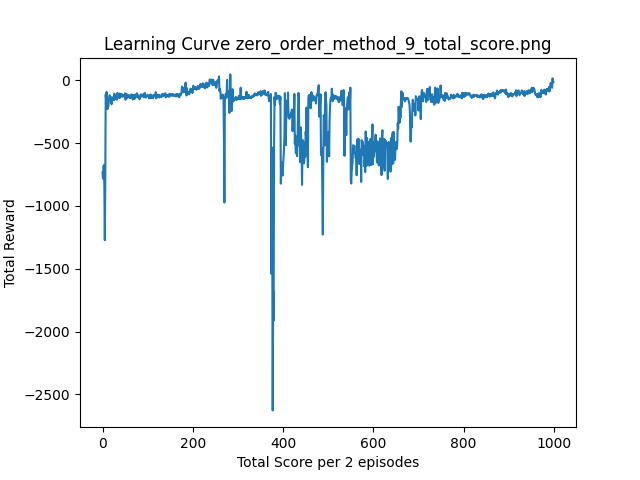 Learning Curve zero_order_method_9_total_score.png
0
−500
−1000
−1500
−2000
−2500
Total Reward
0 200 400 600 800 1000
Total Score per 2 episodes